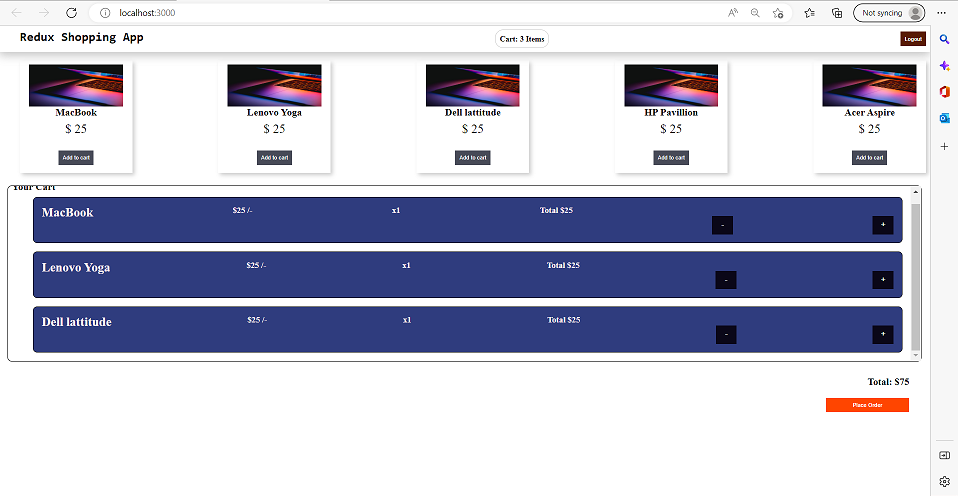 localhost:3000
Not syncing
Redux Shopping App
Cart: 3 Items
Logout
MacBook
$ 25
Add to cart
Lenovo Yoga
$ 25
Add to cart
Dell lattitude
$ 25
Add to cart
HP Pavillion
$ 25
Add to cart
Acer Aspire
$ 25
Add to cart
Your Cart
MacBook $25 /- x1 Total $25 - +
Lenovo Yoga $25 /- x1 Total $25 - +
Dell lattitude $25 /- x1 Total $25 - +
Total: $75
Place Order